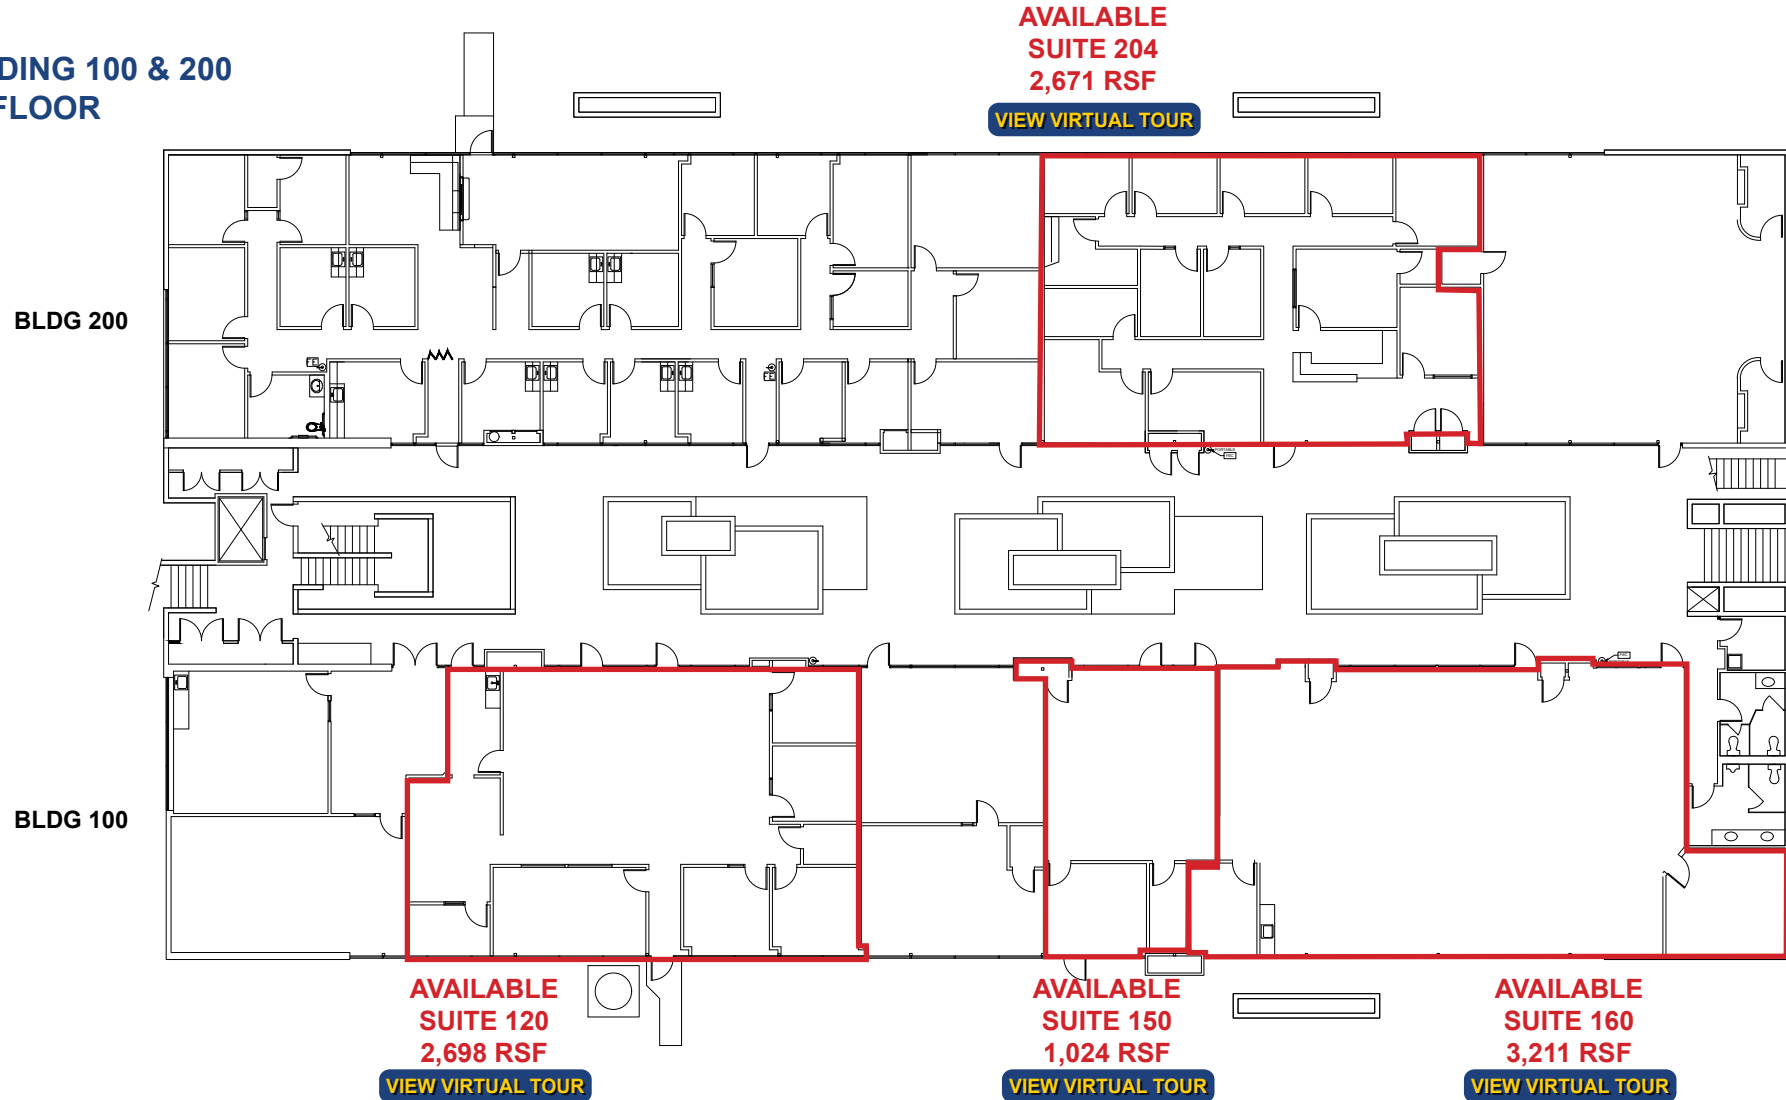 DING 100 & 200
FLOOR
AVAILABLE
SUITE 204
2,671 RSF
VIEW VIRTUAL TOUR
BLDG 200
BLDG 100
AVAILABLE
SUITE 120
2,698 RSF
VIEW VIRTUAL TOUR
AVAILABLE
SUITE 150
1,024 RSF
VIEW VIRTUAL TOUR
AVAILABLE
SUITE 160
3,211 RSF
VIEW VIRTUAL TOUR